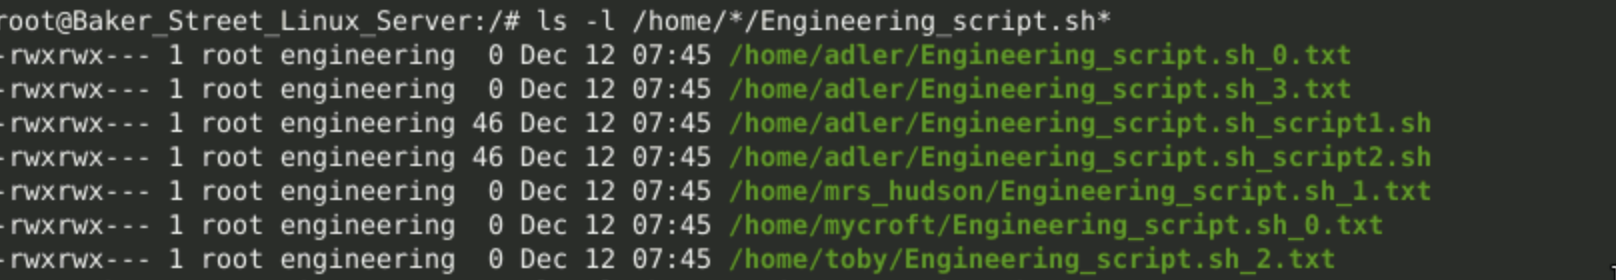 root@Baker_Street_Linux_Server:/# ls -l /home/*/Engineering_script.sh*
-rwxrwx--- 1 root engineering  0 Dec 12 07:45 /home/adler/Engineering_script.sh_0.txt
-rwxrwx--- 1 root engineering  0 Dec 12 07:45 /home/adler/Engineering_script.sh_3.txt
-rwxrwx--- 1 root engineering 46 Dec 12 07:45 /home/adler/Engineering_script.sh_script1.sh
-rwxrwx--- 1 root engineering 46 Dec 12 07:45 /home/adler/Engineering_script.sh_script2.sh
-rwxrwx--- 1 root engineering  0 Dec 12 07:45 /home/mrs_hudson/Engineering_script.sh_1.txt
-rwxrwx--- 1 root engineering  0 Dec 12 07:45 /home/mycroft/Engineering_script.sh_0.txt
-rwxrwx--- 1 root engineering  0 Dec 12 07:45 /home/toby/Engineering_script.sh_2.txt